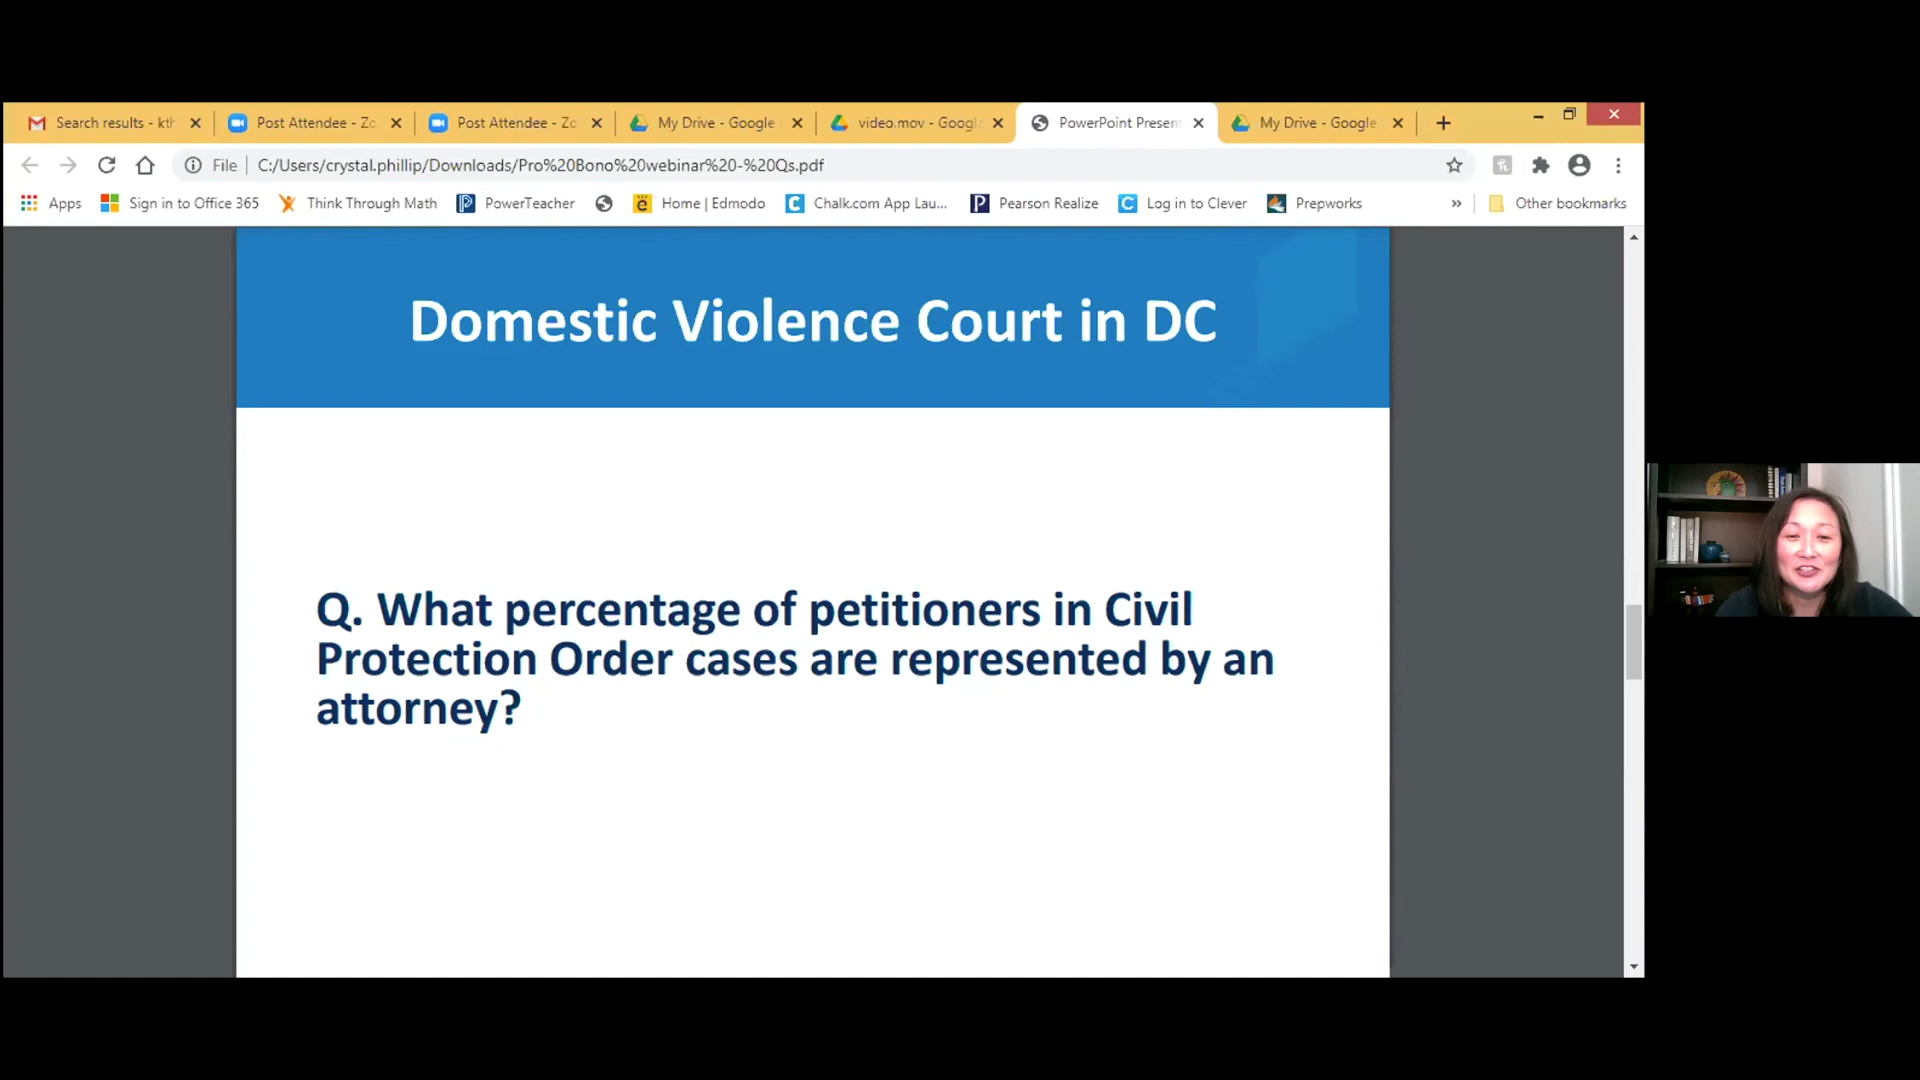 Search results - kth
Post Attendee - Zo
Post Attendee - Zo
My Drive - Google
video.mov - Googl
PowerPoint Presen
My Drive - Google
File
C:/Users/crystal.phillip/Downloads/Pro%20Bono%20webinar%20-%20Qs.pdf
Apps
Sign in to Office 365
Think Through Math
PowerTeacher
Home | Edmodo
Chalk.com App Lau...
Pearson Realize
Log in to Clever
Prepworks
»
Other bookmarks
Domestic Violence Court in DC
Q. What percentage of petitioners in Civil
Protection Order cases are represented by an
attorney?